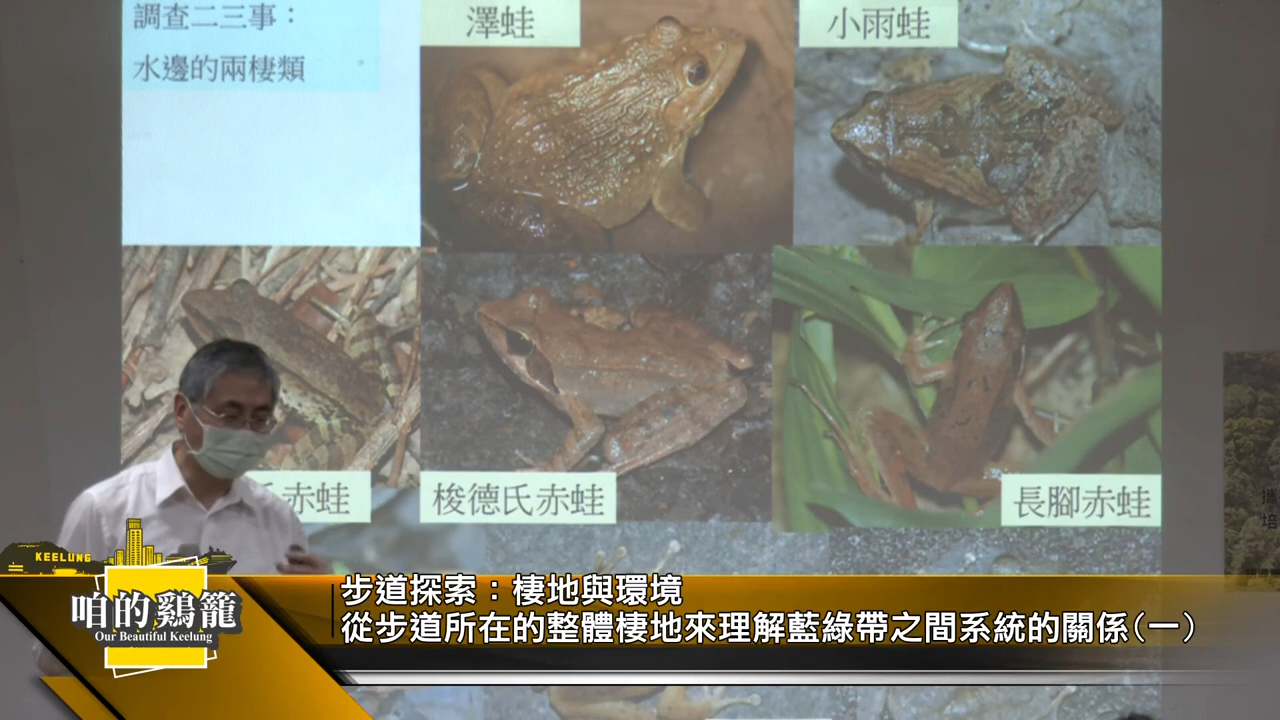 調查二三事：
水邊的兩棲類
澤蛙
小雨蛙
赤蛙
梭德氏赤蛙
長腳赤蛙
KEELUNG
咱的鷄籠
Our Beautiful Keelung
步道探索：棲地與環境
從步道所在的整體棲地來理解藍綠帶之間系統的關係(一)